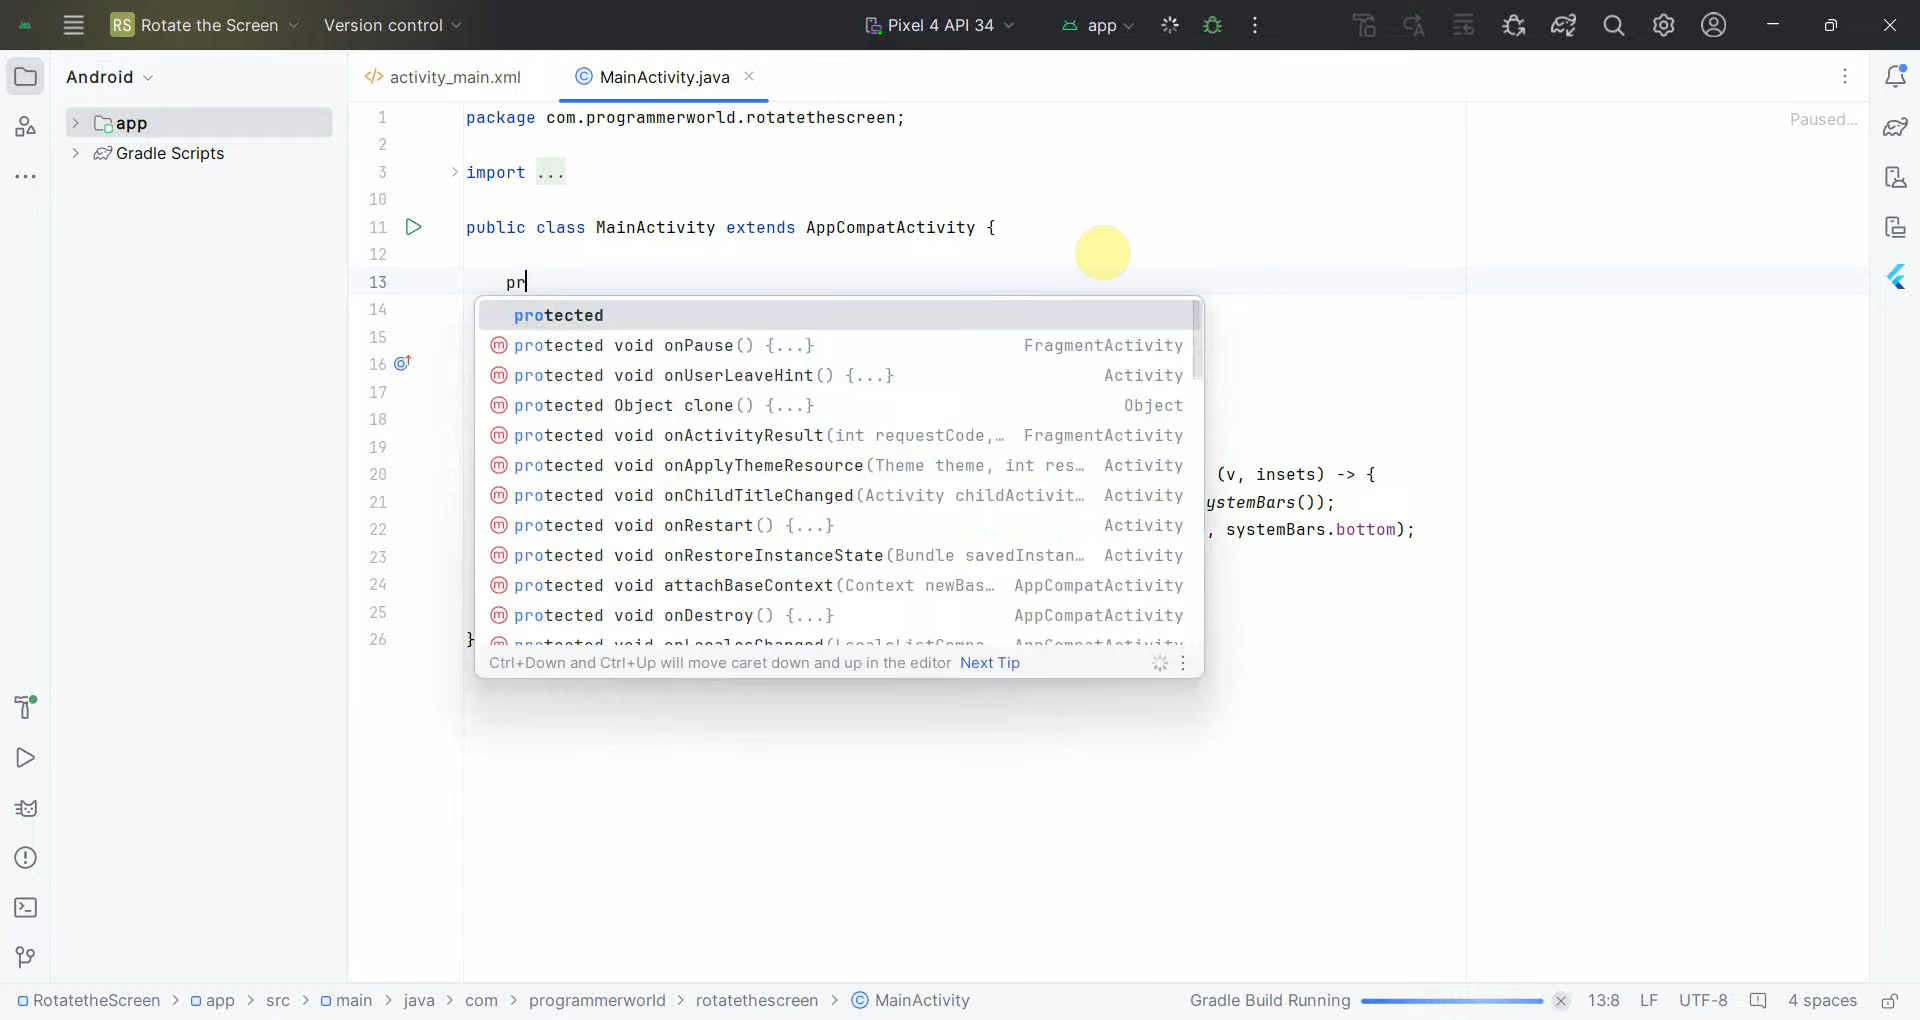 RS Rotate the Screen Version control Pixel 4 API 34 app
Android
app
Gradle Scripts
activity_main.xml MainActivity.java
Paused...
1 package com.programmerworld.rotatethescreen;
2
3 import ...
10
11 public class MainActivity extends AppCompatActivity {
12
13 pr
14
15
16
17
18
19
20 (v, insets) -> {
21 ystemBars());
22 , systemBars.bottom);
23
24
25
26 }
protected
protected void onPause() {...} FragmentActivity
protected void onUserLeaveHint() {...} Activity
protected Object clone() {...} Object
protected void onActivityResult(int requestCode,… FragmentActivity
protected void onApplyThemeResource(Theme theme, int res… Activity
protected void onChildTitleChanged(Activity childActivit… Activity
protected void onRestart() {...} Activity
protected void onRestoreInstanceState(Bundle savedInstan… Activity
protected void attachBaseContext(Context newBas… AppCompatActivity
protected void onDestroy() {...} AppCompatActivity
protected void onLocalesChanged(LocaleListCompa… AppCompatActivity
Ctrl+Down and Ctrl+Up will move caret down and up in the editor Next Tip
RotatetheScreen > app > src > main > java > com > programmerworld > rotatethescreen > MainActivity Gradle Build Running 13:8 LF UTF-8 4 spaces